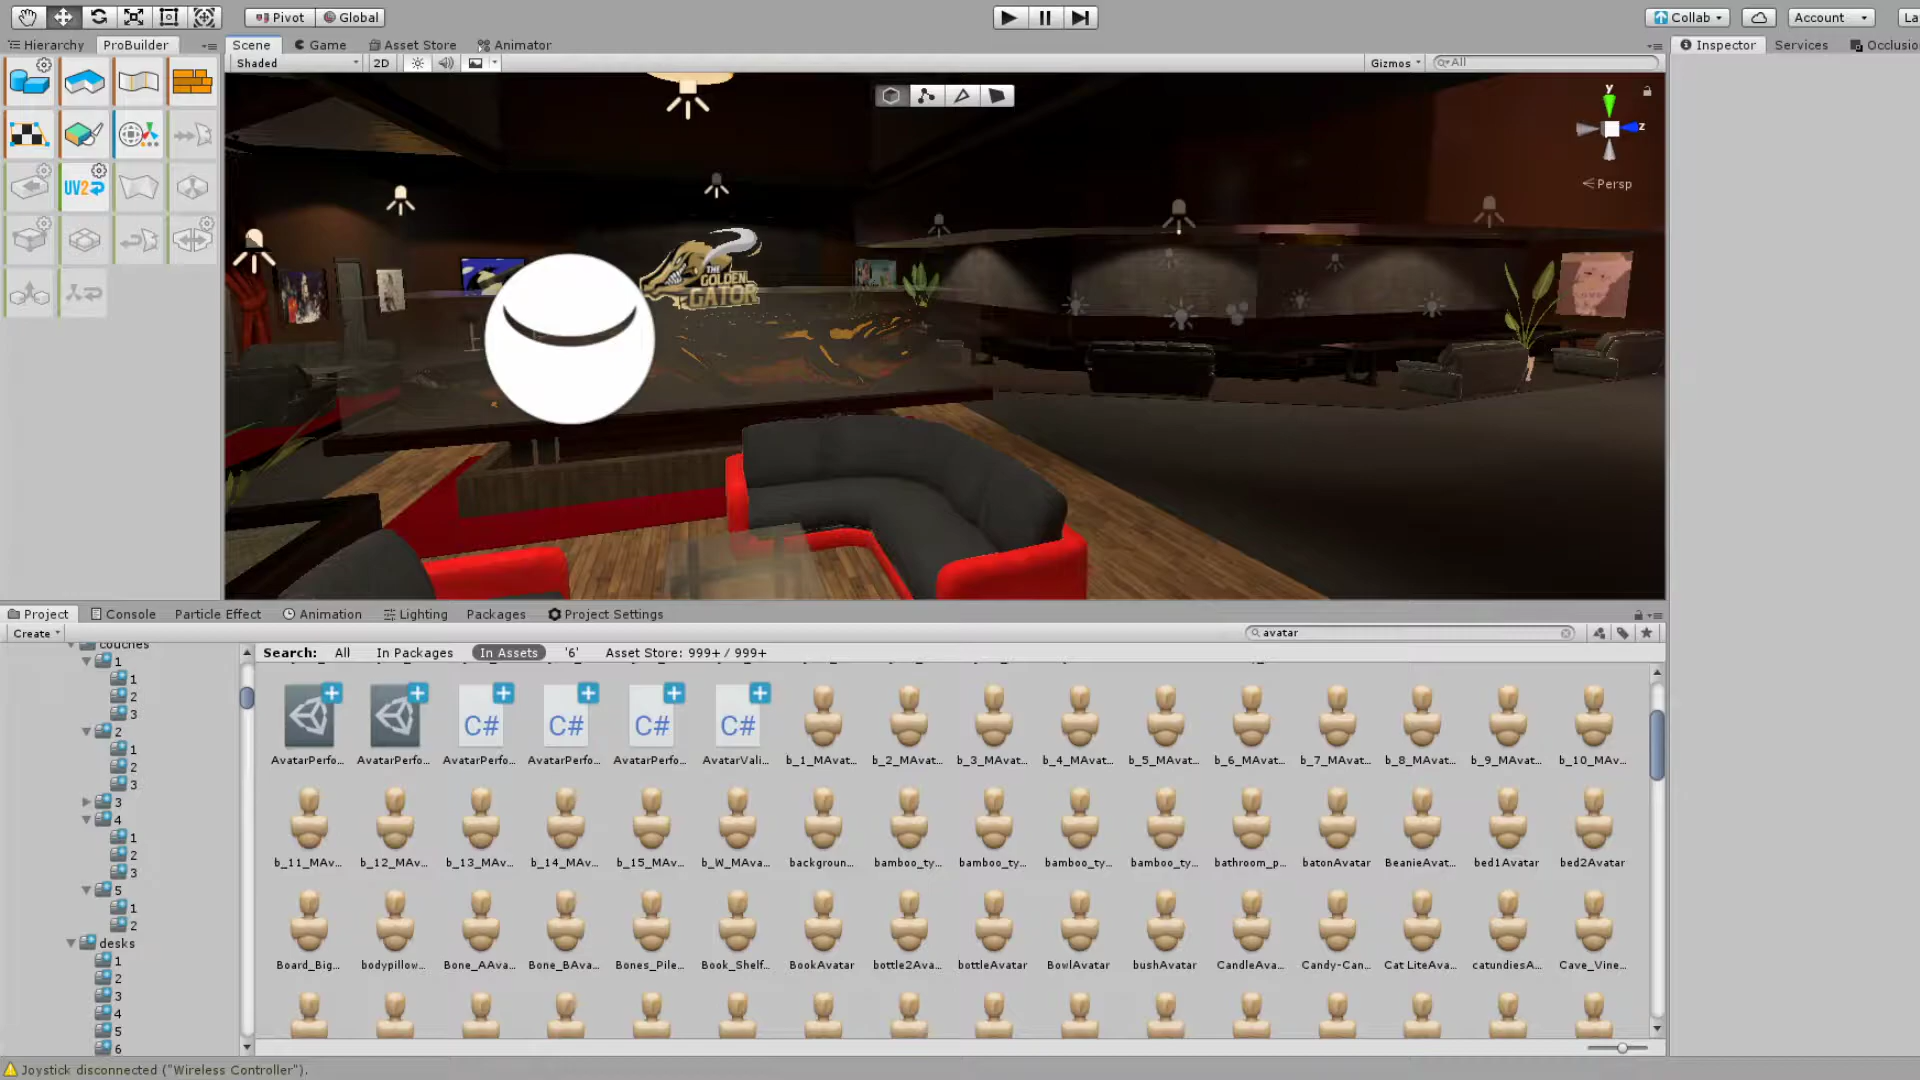 Pivot Global Collab Account La
Hierarchy ProBuilder Scene Game Asset Store Animator Inspector Services Occlusio
Shaded 2D Gizmos All
y
z
Persp
UV2
THE
GOLDEN
GATOR
Project Console Particle Effect Animation Lighting Packages Project Settings
Create avatar
couches
1
1
2
3
2
1
2
3
3
4
1
2
3
5
1
2
desks
1
2
3
4
5
6
Search: All In Packages In Assets '6' Asset Store: 999+ / 999+
C# C# C# C#
AvatarPerfo... AvatarPerfo... AvatarPerfo... AvatarPerfo... AvatarPerfo... AvatarVali... b_1_MAvat... b_2_MAvat... b_3_MAvat... b_4_MAvat... b_5_MAvat... b_6_MAvat... b_7_MAvat... b_8_MAvat... b_9_MAvat... b_10_MAv...
b_11_MAv... b_12_MAv... b_13_MAv... b_14_MAv... b_15_MAv... b_W_MAva... backgroun... bamboo_ty... bamboo_ty... bamboo_ty... bamboo_ty... bathroom_p... batonAvatar BeanieAvat... bed1Avatar bed2Avatar
Board_Big... bodypillow... Bone_AAva... Bone_BAva... Bones_Pile... Book_Shelf... BookAvatar bottle2Ava... bottleAvatar BowlAvatar bushAvatar CandleAva... Candy-Can... Cat LiteAva... catundiesA... Cave_Vine...
Joystick disconnected ("Wireless Controller").